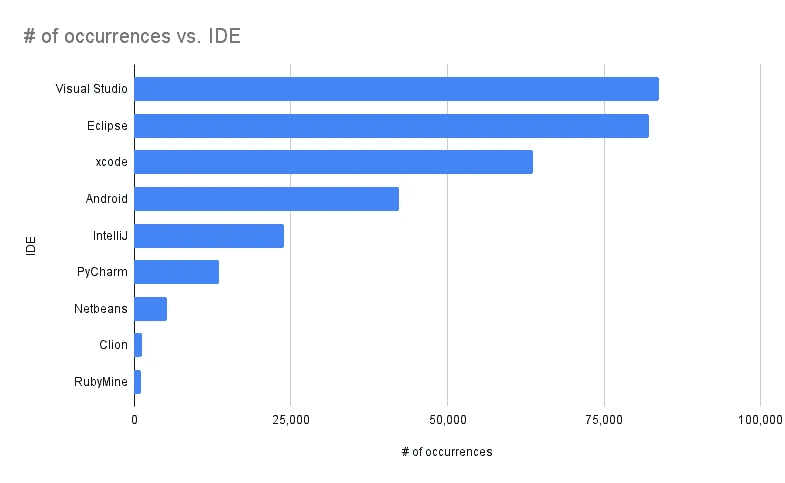 # of occurrences vs. IDE
Visual Studio
Eclipse
xcode
Android
IntelliJ
PyCharm
Netbeans
Clion
RubyMine
IDE
0
25,000
50,000
75,000
100,000
# of occurrences